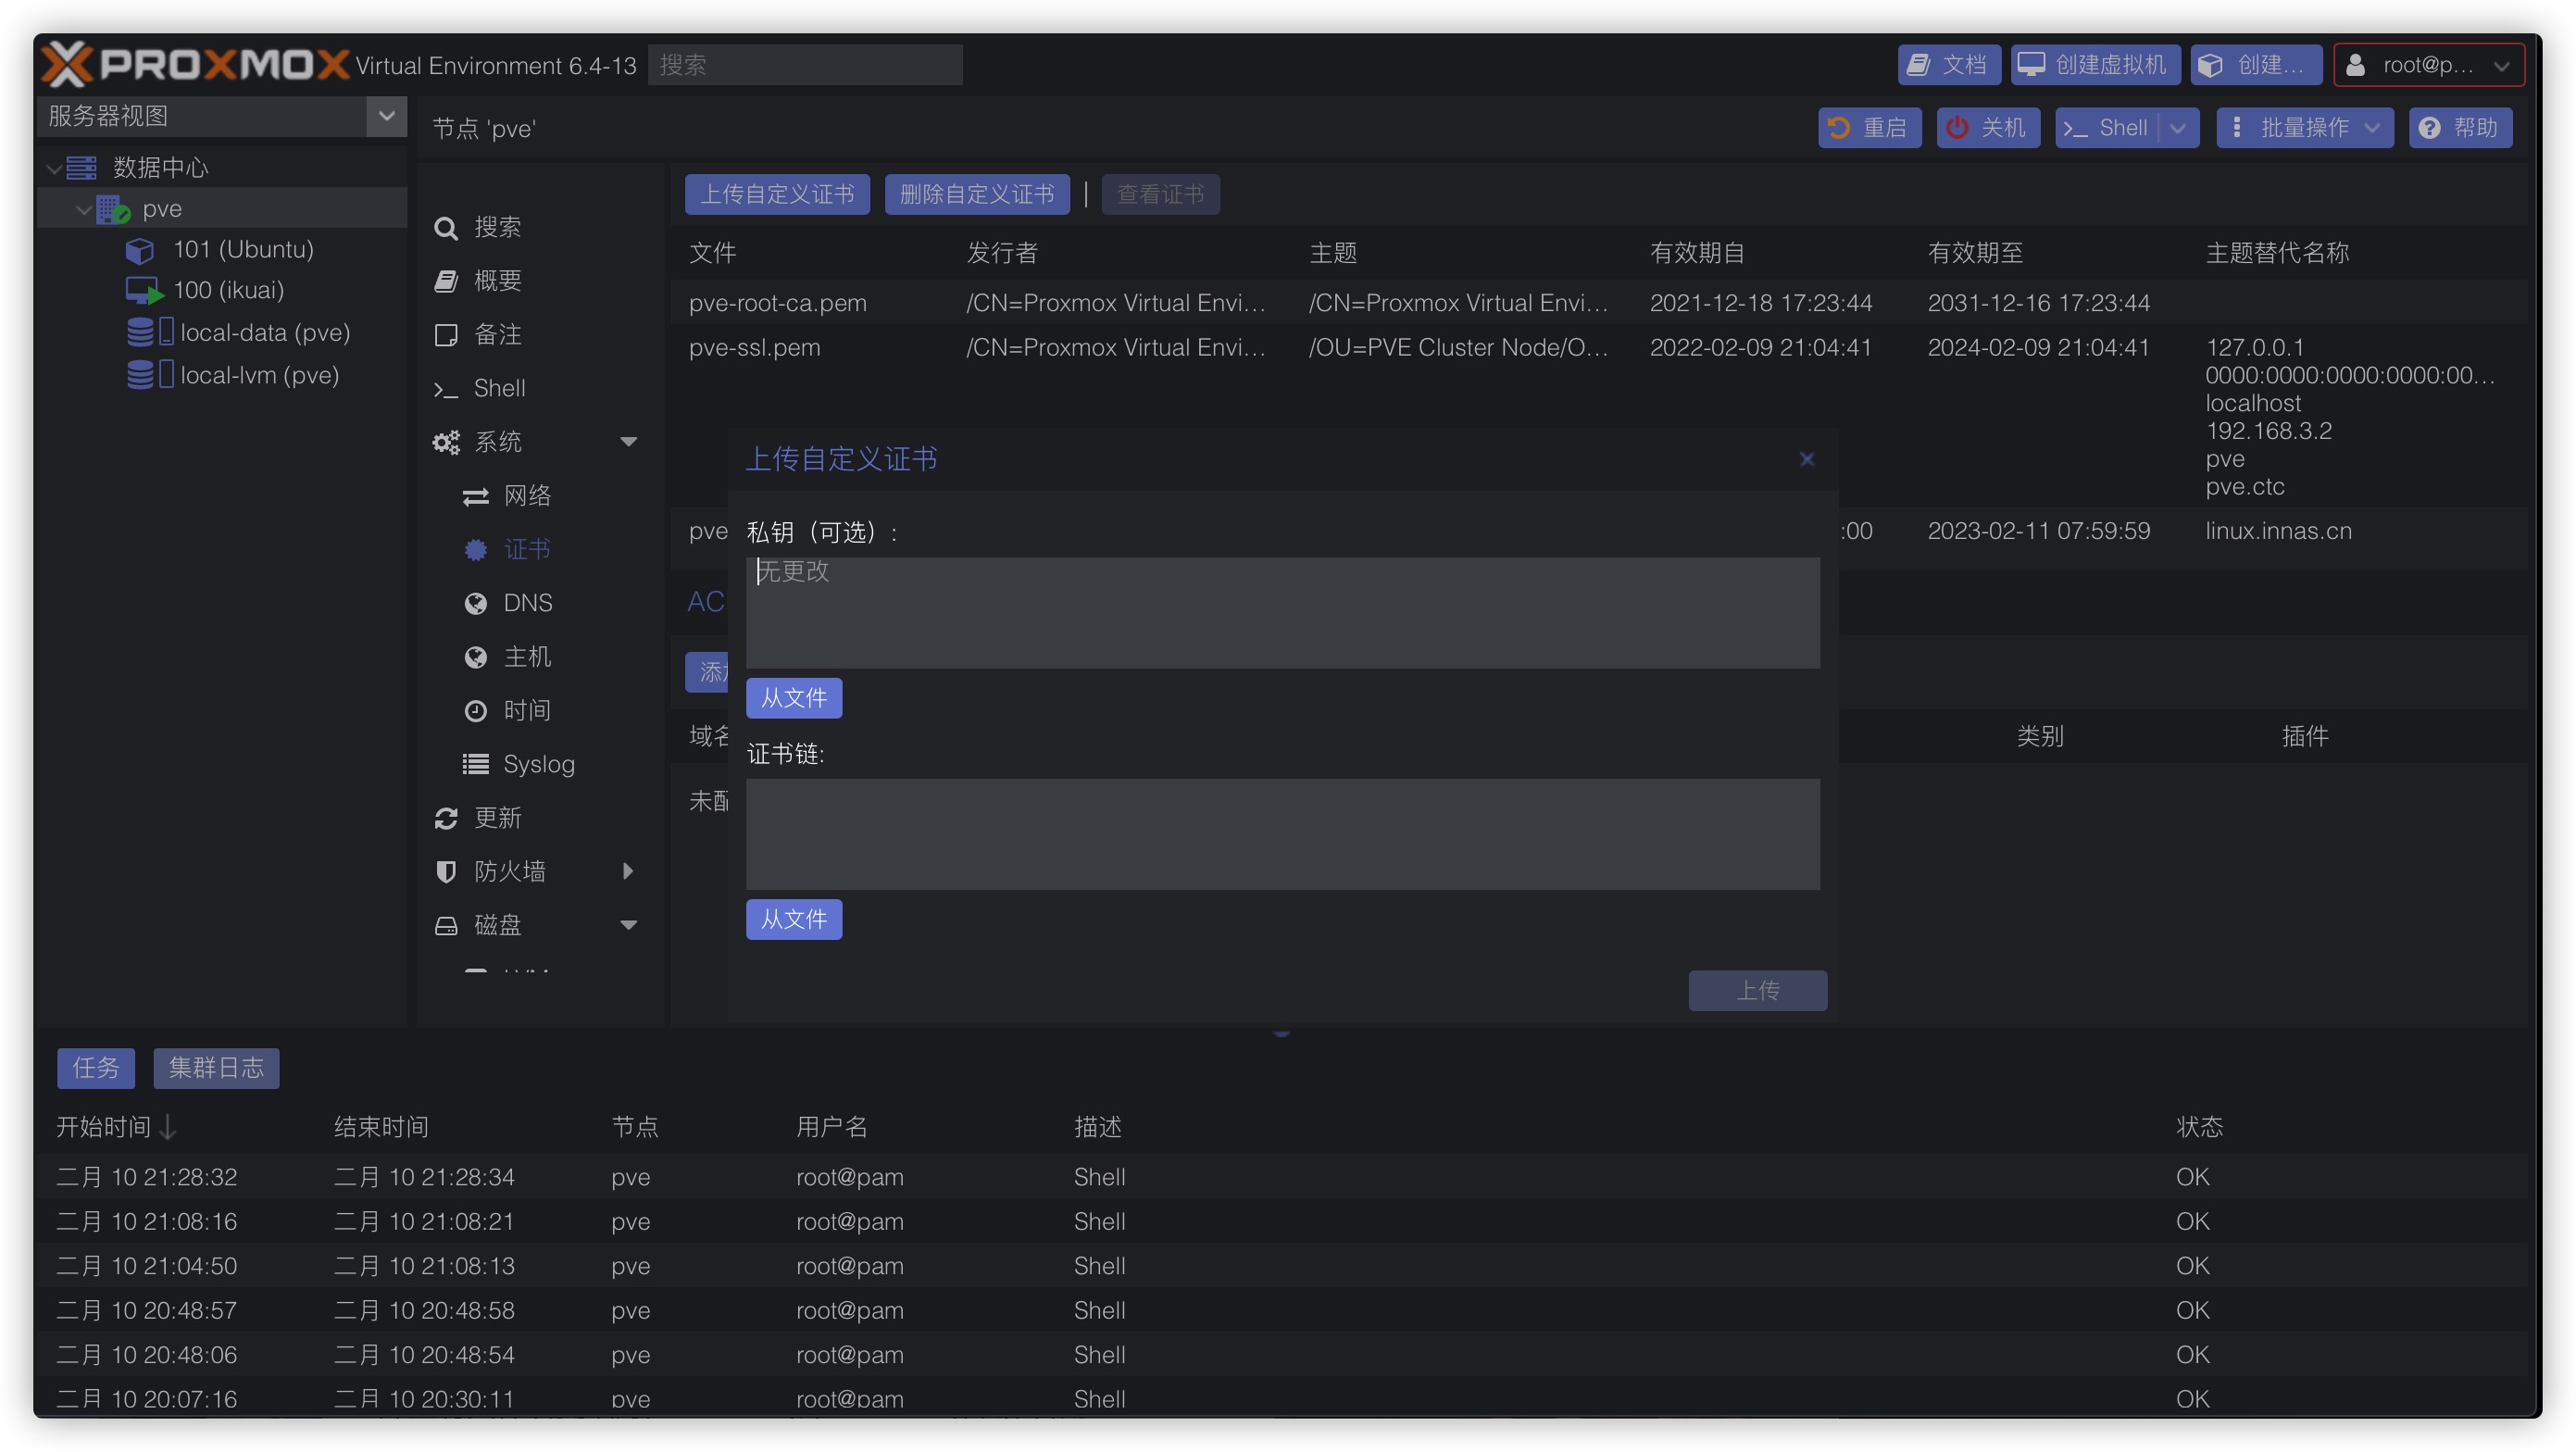 PROXMOX Virtual Environment 6.4-13 搜索 文档 创建虚拟机 创建... root@p...
服务器视图
数据中心
pve
101 (Ubuntu)
100 (ikuai)
local-data (pve)
local-lvm (pve)
节点 'pve' 重启 关机 Shell 批量操作 帮助
搜索
概要
备注
Shell
系统
网络
证书
DNS
主机
时间
Syslog
更新
防火墙
磁盘
上传自定义证书 删除自定义证书 查看证书
文件 发行者 主题 有效期自 有效期至 主题替代名称
pve-root-ca.pem /CN=Proxmox Virtual Envi... /CN=Proxmox Virtual Envi... 2021-12-18 17:23:44 2031-12-16 17:23:44
pve-ssl.pem /CN=Proxmox Virtual Envi... /OU=PVE Cluster Node/O... 2022-02-09 21:04:41 2024-02-09 21:04:41 127.0.0.1
0000:0000:0000:0000:00...
localhost
192.168.3.2
pve
pve.ctc
pve :00 2023-02-11 07:59:59 linux.innas.cn
AC
域名 类别 插件
未配
上传自定义证书
私钥（可选）:
无更改
从文件
证书链:
从文件
上传
任务 集群日志
开始时间 结束时间 节点 用户名 描述 状态
二月 10 21:28:32 二月 10 21:28:34 pve root@pam Shell OK
二月 10 21:08:16 二月 10 21:08:21 pve root@pam Shell OK
二月 10 21:04:50 二月 10 21:08:13 pve root@pam Shell OK
二月 10 20:48:57 二月 10 20:48:58 pve root@pam Shell OK
二月 10 20:48:06 二月 10 20:48:54 pve root@pam Shell OK
二月 10 20:07:16 二月 10 20:30:11 pve root@pam Shell OK